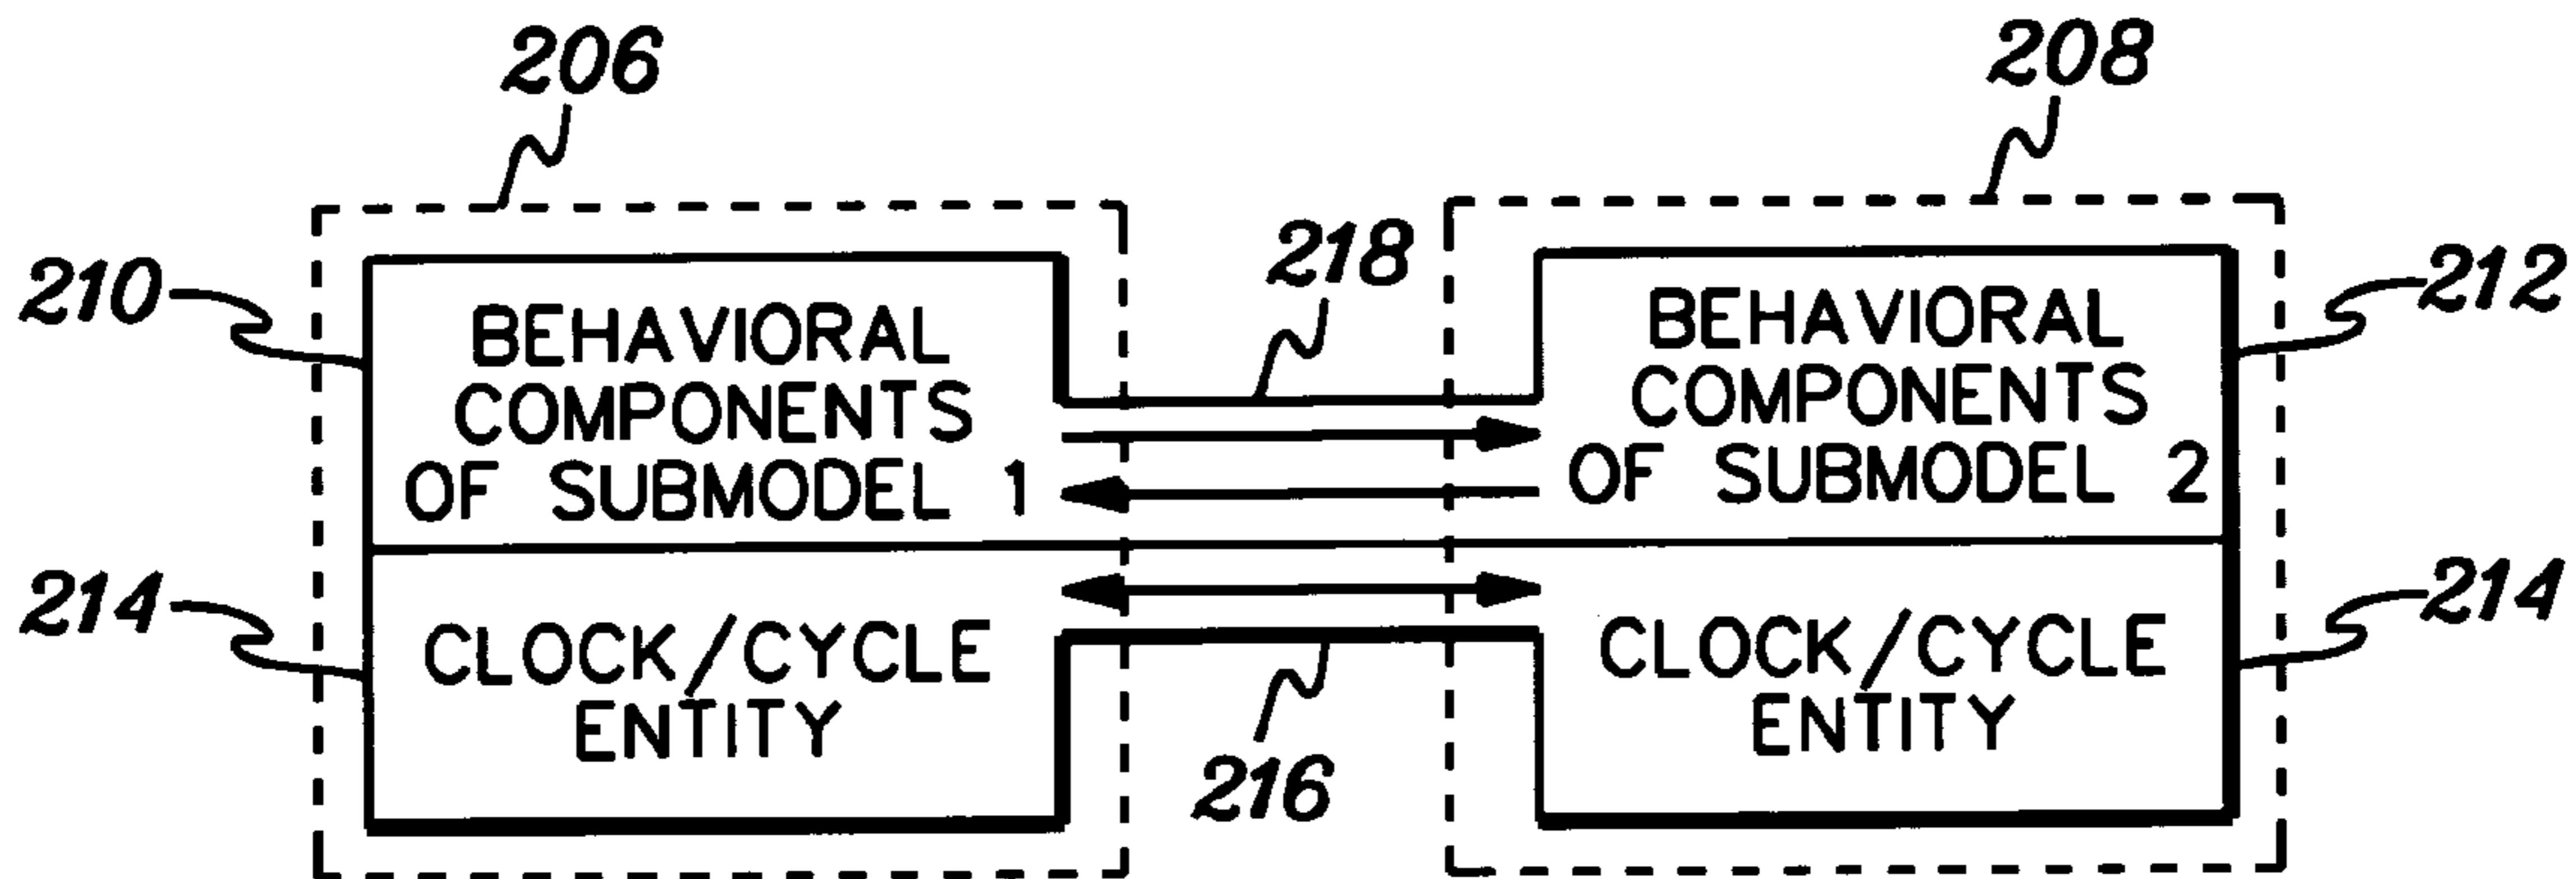 206
208
210
BEHAVIORAL
COMPONENTS
OF SUBMODEL 1
218
BEHAVIORAL
COMPONENTS
OF SUBMODEL 2
212
214
CLOCK/CYCLE
ENTITY
216
CLOCK/CYCLE
ENTITY
214